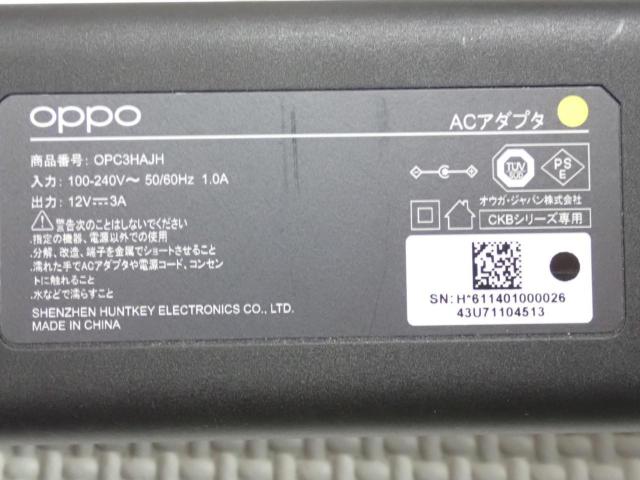 oppo
ACアダプタ
商品番号: OPC3HAJH
入力: 100-240V～ 50/60Hz 1.0A
出力: 12V⎓3A
TUV
SUD
PS
E
オウガ・ジャパン株式会社
CKBシリーズ専用
警告次のことはしないでください
.指定の機器、電源以外での使用
.分解、改造、端子を金属でショートさせること
.濡れた手でACアダプタや電源コード、コンセン
トに触れること
.水などで濡らすこと
SHENZHEN HUNTKEY ELECTRONICS CO., LTD.
MADE IN CHINA
SN: H*611401000026
43U71104513